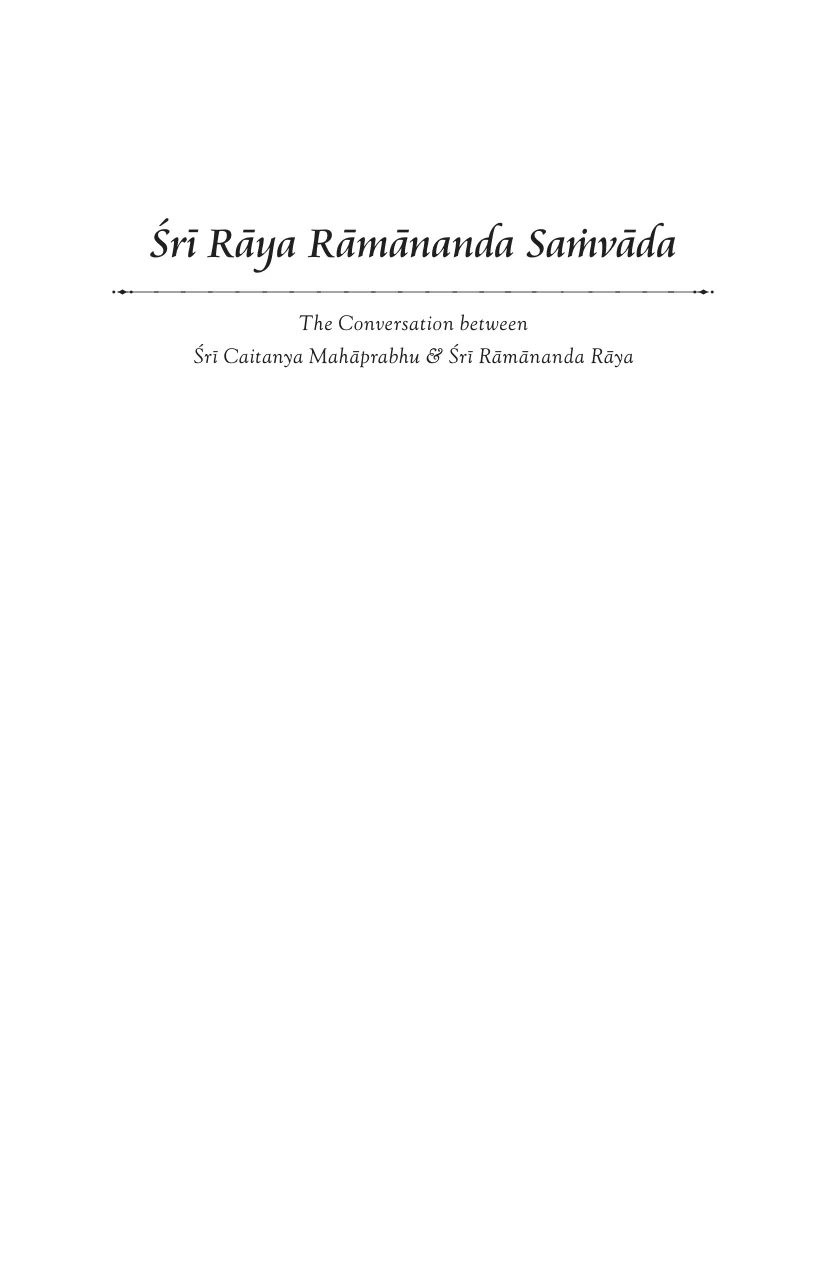 Śrī Rāya Rāmānanda Saṁvāda
The Conversation between
Śrī Caitanya Mahāprabhu & Śrī Rāmānanda Rāya